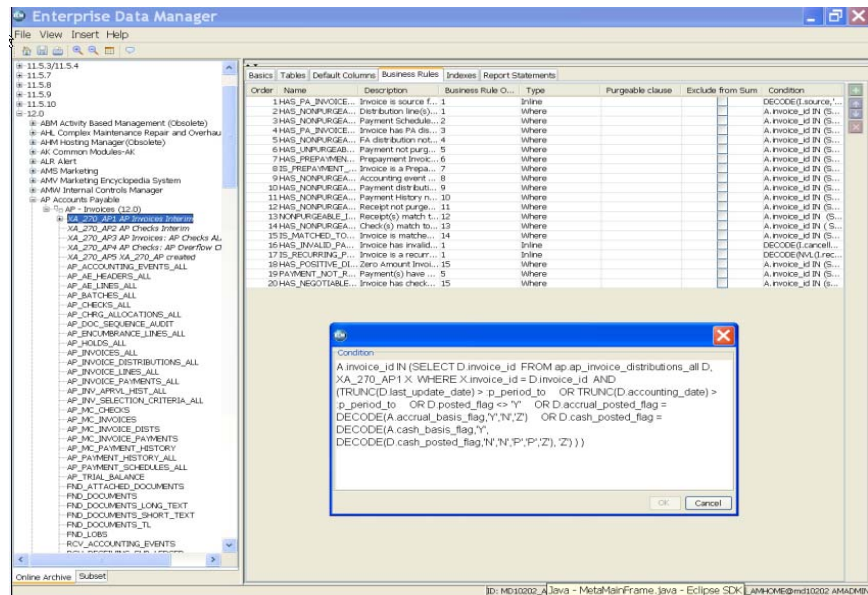 Enterprise Data Manager
File View Insert Help
11.5.3/11.5.4
11.5.7
11.5.8
11.5.9
11.5.10
12.0
ABM Activity Based Management (Obsolete)
AHL Complex Maintenance Repair and Overhau
AHM Hosting Manager(Obsolete)
AK Common Modules-AK
ALR Alert
AMS Marketing
AMV Marketing Encyclopedia System
AMW Internal Controls Manager
AP Accounts Payable
AP - Invoices (12.0)
XA_270_AP1 AP Invoices Interim
XA_270_AP2 AP Checks Interim
XA_270_AP3 AP Invoices: AP Checks AL
XA_270_AP4 AP Checks: AP Overflow C
XA_270_AP5 XA_270_AP created
AP_ACCOUNTING_EVENTS_ALL
AP_AE_HEADERS_ALL
AP_AE_LINES_ALL
AP_BATCHES_ALL
AP_CHECKS_ALL
AP_CHRG_ALLOCATIONS_ALL
AP_DOC_SEQUENCE_AUDIT
AP_ENCUMBRANCE_LINES_ALL
AP_HOLDS_ALL
AP_INVOICES_ALL
AP_INVOICE_DISTRIBUTIONS_ALL
AP_INVOICE_LINES_ALL
AP_INVOICE_PAYMENTS_ALL
AP_INV_APRVL_HIST_ALL
AP_INV_SELECTION_CRITERIA_ALL
AP_MC_CHECKS
AP_MC_INVOICES
AP_MC_INVOICE_DISTS
AP_MC_INVOICE_PAYMENTS
AP_MC_PAYMENT_HISTORY
AP_PAYMENT_HISTORY_ALL
AP_PAYMENT_SCHEDULES_ALL
AP_TRIAL_BALANCE
FND_ATTACHED_DOCUMENTS
FND_DOCUMENTS
FND_DOCUMENTS_LONG_TEXT
FND_DOCUMENTS_SHORT_TEXT
FND_DOCUMENTS_TL
FND_LOBS
RCV_ACCOUNTING_EVENTS
Online Archive Subset
Basics Tables Default Columns Business Rules Indexes Report Statements
Order Name Description Business Rule O... Type Purgeable clause Exclude from Sum Condition
1 HAS_PA_INVOICE... Invoice is source f... 1 Inline DECODE(I.source,'...
2 HAS_NONPURGEA... Distribution line(s)... 1 Where A.invoice_id IN (S...
3 HAS_NONPURGEA... Payment Schedule... 2 Where A.invoice_id IN (S...
4 HAS_PA_INVOICE... Invoice has PA dis... 3 Where A.invoice_id IN (S...
5 HAS_NONPURGEA... FA distribution not... 4 Where A.invoice_id IN (S...
6 HAS_UNPURGEAB... Payment not purg... 5 Where A.invoice_id IN (S...
7 HAS_PREPAYMEN... Prepayment Invoic... 6 Where A.invoice_id IN (S...
8 IS_PREPAYMENT_... Invoice is a Prepa... 7 Where A.invoice_id IN (S...
9 HAS_NONPURGEA... Accounting event ... 8 Where A.invoice_id IN (S...
10 HAS_NONPURGEA... Payment distributi... 9 Where A.invoice_id IN (S...
11 HAS_NONPURGEA... Payment History n... 10 Where A.invoice_id IN (S...
12 HAS_NONPURGEA... Receipt not purge... 11 Where A.invoice_id IN (S...
13 NONPURGEABLE_I... Receipt(s) match t... 12 Where A.invoice_id IN (S...
14 HAS_NONPURGEA... Check(s) match to... 13 Where A.invoice_id IN ( S...
15 IS_MATCHED_TO... Invoice is matche... 14 Where A.invoice_id IN (S...
16 HAS_INVALID_PA... Invoice has invalid... 1 Inline DECODE(I.cancell...
17 IS_RECURRING_P... Invoice is a recurr... 1 Inline DECODE(NVL(I.rec...
18 HAS_POSITIVE_DI... Zero Amount Invoi... 15 Where A.invoice_id IN (S...
19 PAYMENT_NOT_R... Payment(s) have ... 5 Where A.invoice_id IN (S...
20 HAS_NEGOTIABLE... Invoice has check... 15 Where A.invoice_id IN (s...
Condition
A.invoice_id IN (SELECT D.invoice_id FROM ap.ap_invoice_distributions_all D,
XA_270_AP1 X WHERE X.invoice_id = D.invoice_id AND
(TRUNC(D.last_update_date) > :p_period_to OR TRUNC(D.accounting_date) >
:p_period_to OR D.posted_flag <> 'Y' OR D.accrual_posted_flag =
DECODE(A.accrual_basis_flag,'Y','N','Z') OR D.cash_posted_flag =
DECODE(A.cash_basis_flag,'Y',
DECODE(D.cash_posted_flag,'N','N','P','P','Z'), 'Z') ) )
OK Cancel
ID: MD10202_A Java - MetaMainFrame.java - Eclipse SDK _AMHOME@md10202 AMADMIN